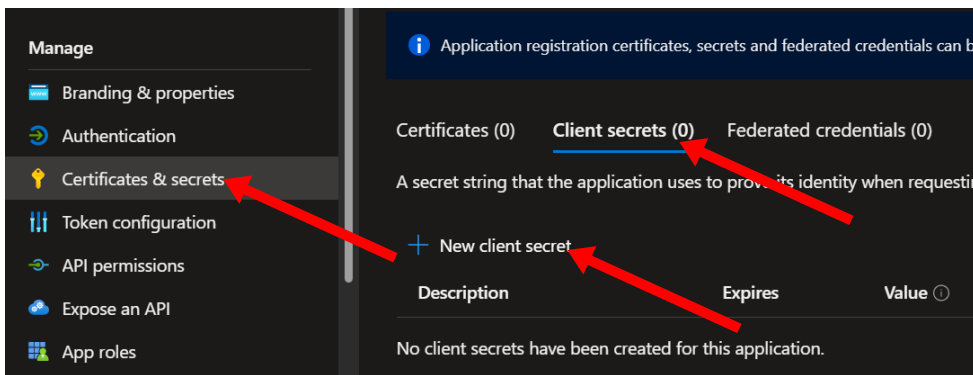 Manage
Branding & properties
Authentication
Certificates & secrets
Token configuration
API permissions
Expose an API
App roles
Application registration certificates, secrets and federated credentials can
Certificates (0) Client secrets (0) Federated credentials (0)
A secret string that the application uses to prove its identity when
New client secret
Description Expires Value
No client secrets have been created for this application.